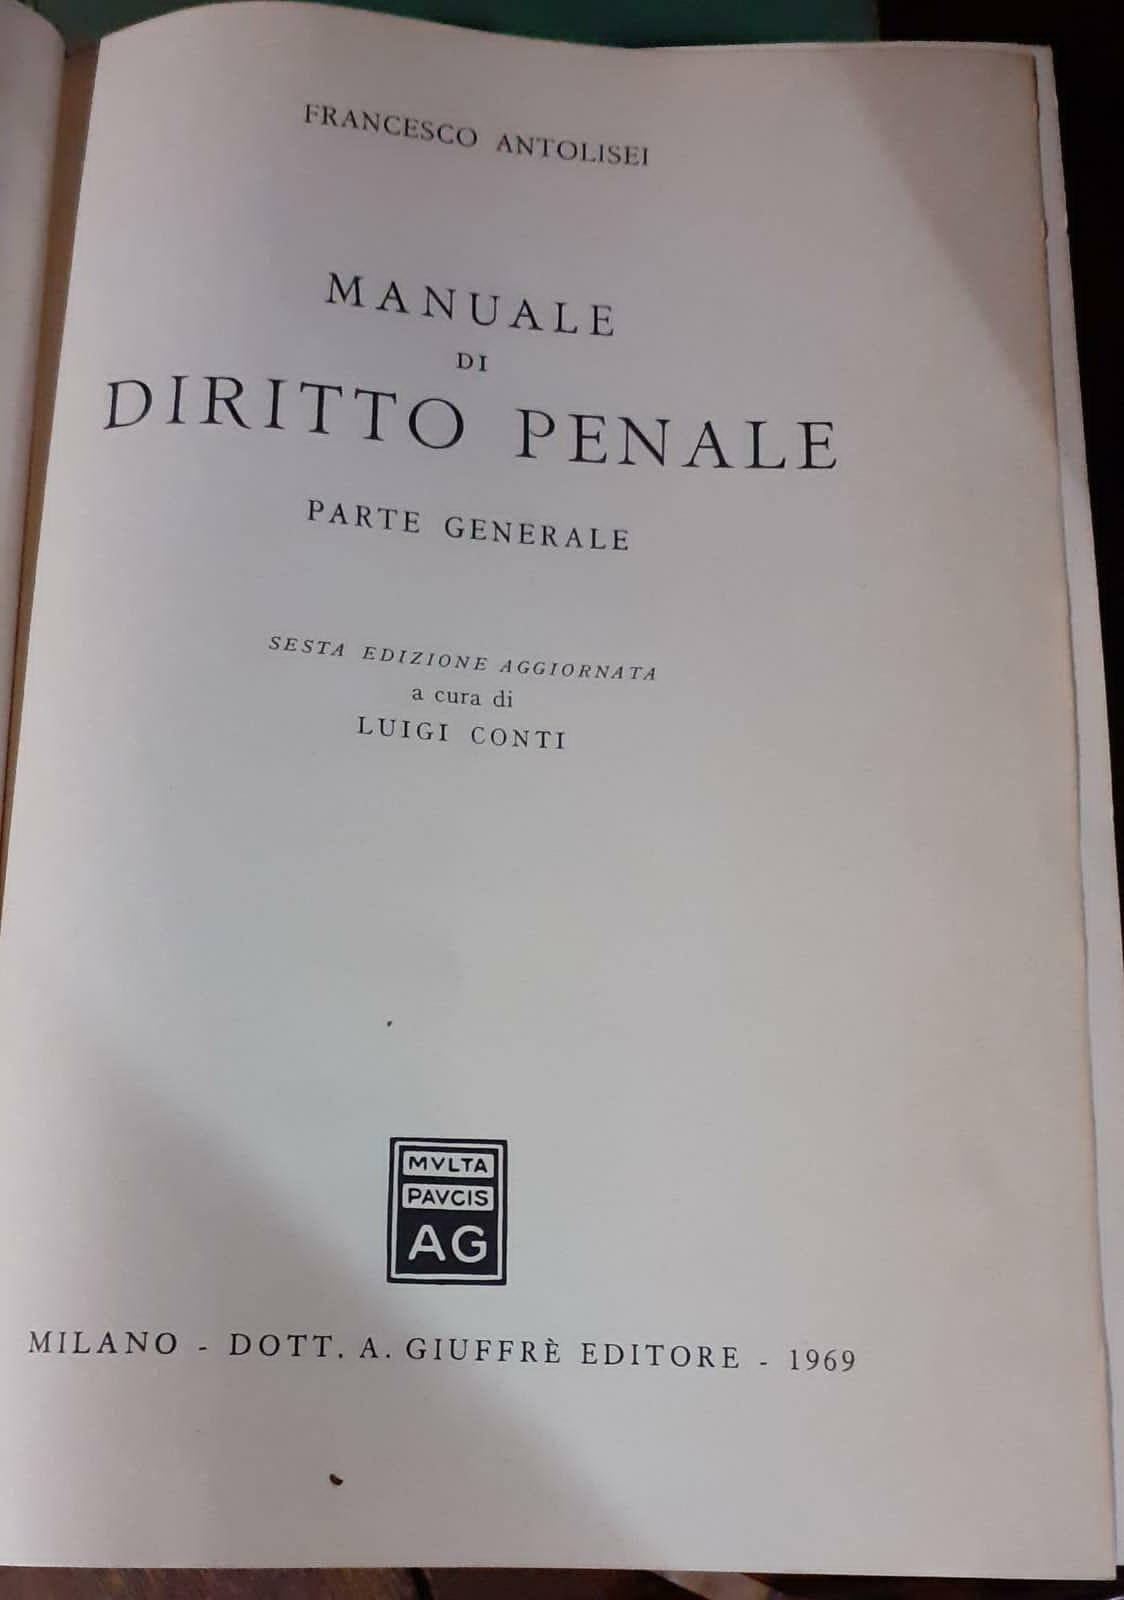 FRANCESCO ANTOLISEI
MANUALE
DI
DIRITTO PENALE
PARTE GENERALE
SESTA EDIZIONE AGGIORNATA
a cura di
LUIGI CONTI
MVLTA
PAVCIS
AG
MILANO - DOTT. A. GIUFFRÈ EDITORE - 1969